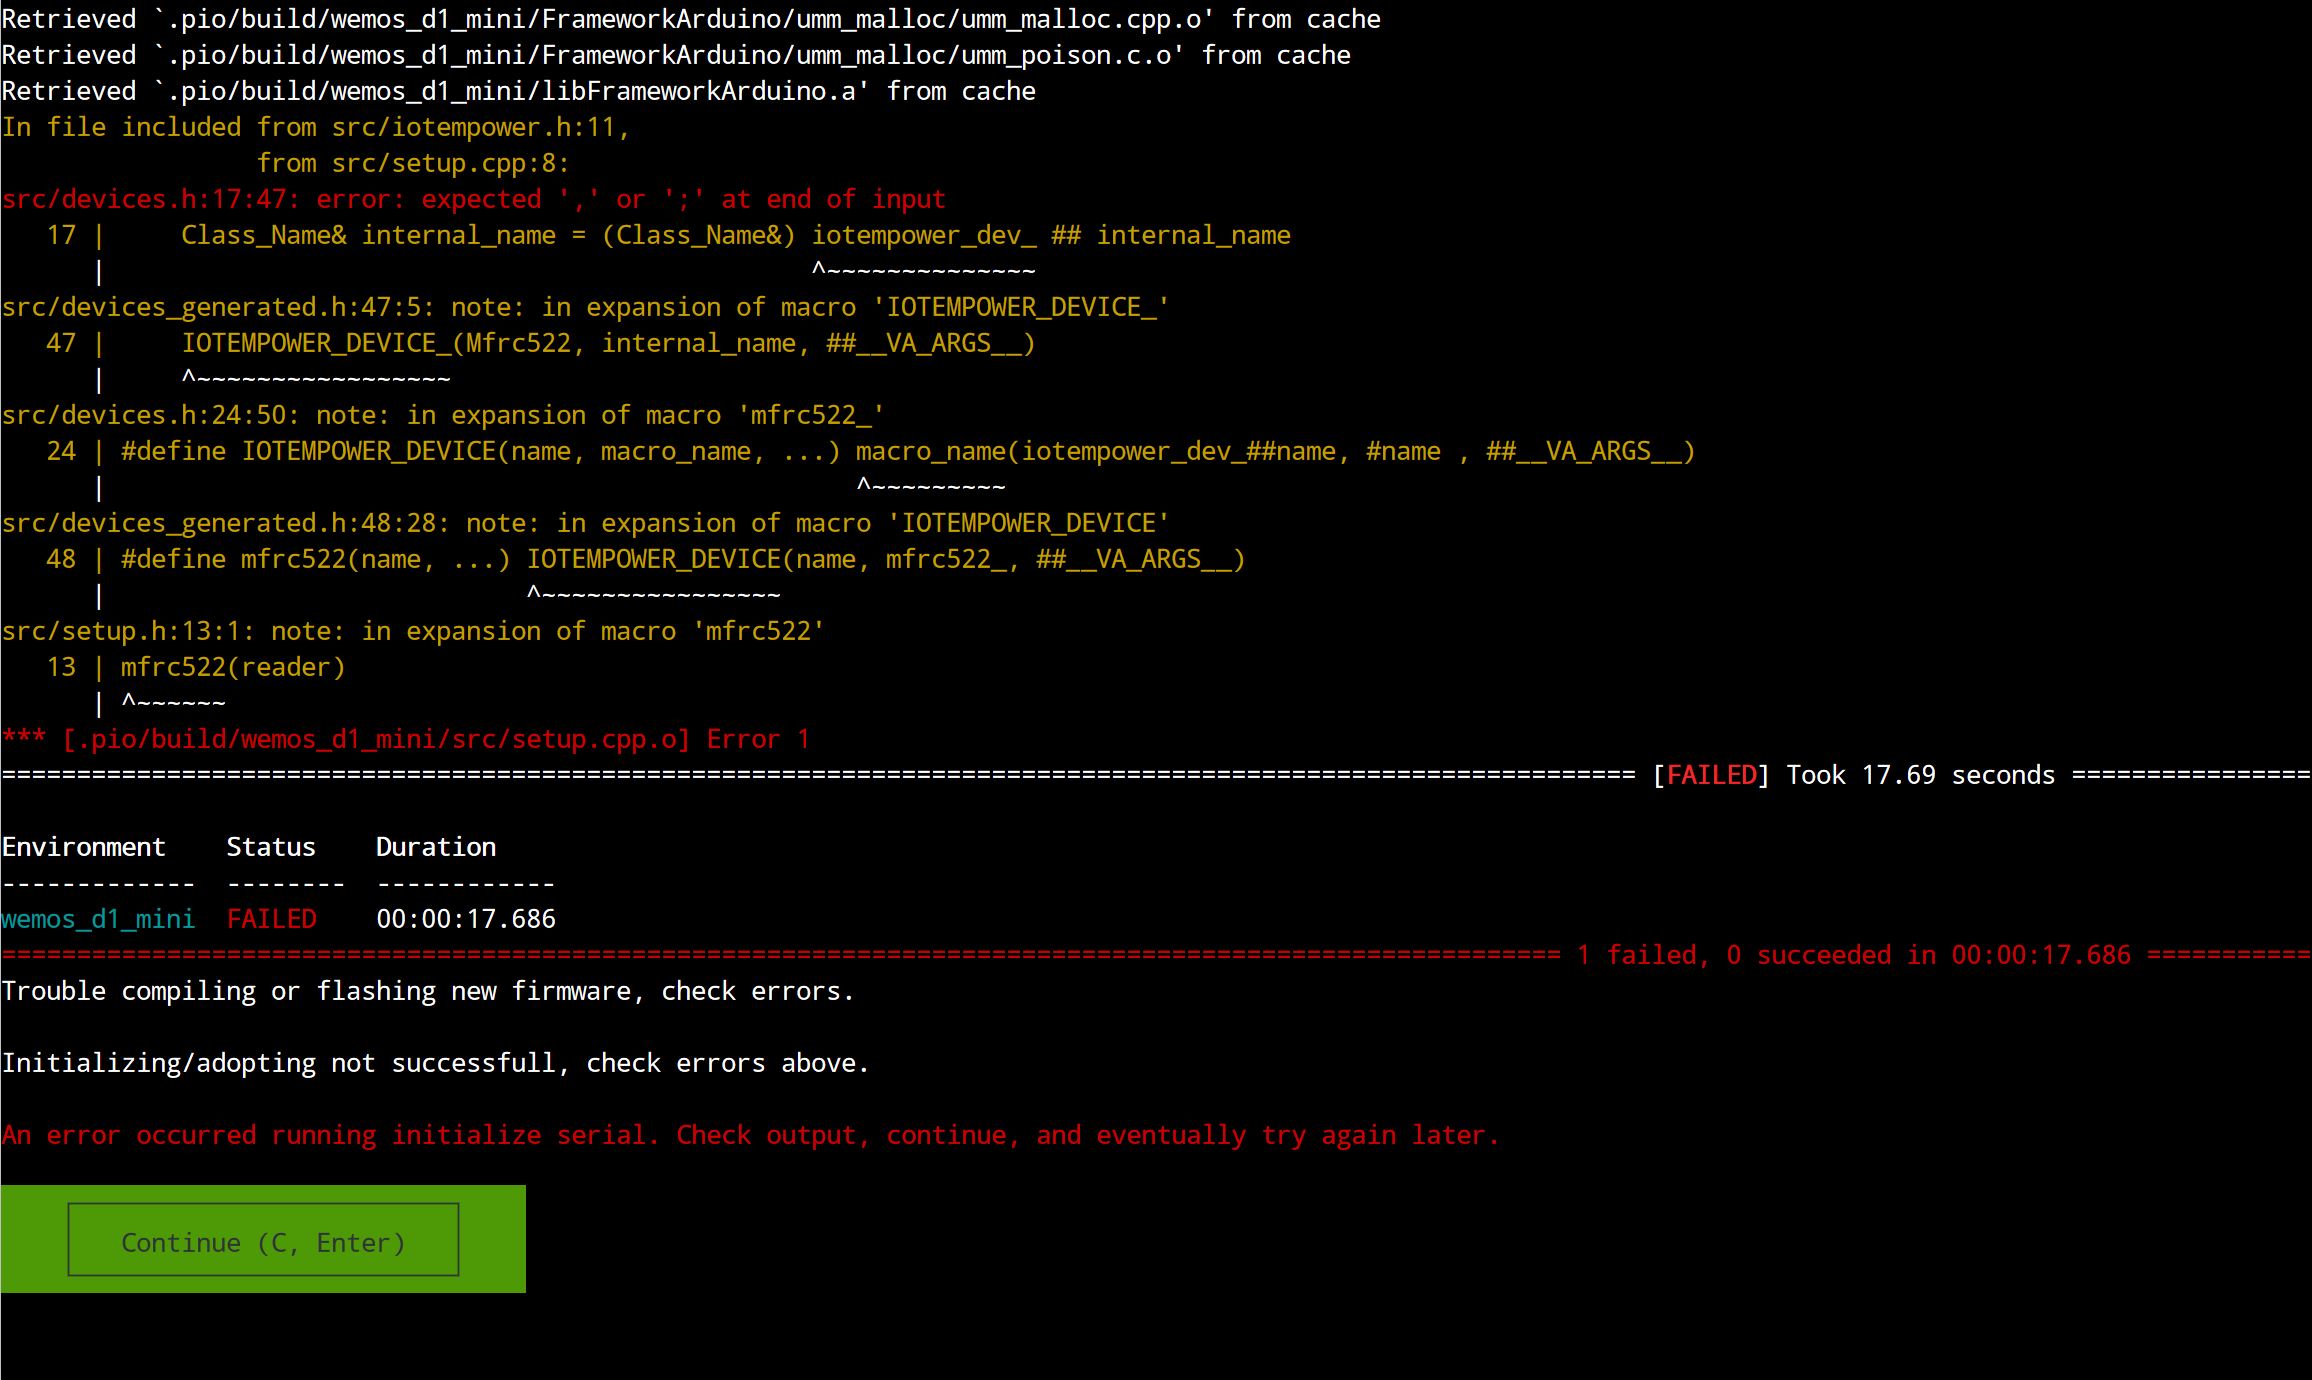 Retrieved `.pio/build/wemos_d1_mini/FrameworkArduino/umm_malloc/umm_malloc.cpp.o' from cache
Retrieved `.pio/build/wemos_d1_mini/FrameworkArduino/umm_malloc/umm_poison.c.o' from cache
Retrieved `.pio/build/wemos_d1_mini/libFrameworkArduino.a' from cache
In file included from src/iotempower.h:11,
                 from src/setup.cpp:8:
src/devices.h:17:47: error: expected ',' or ';' at end of input
   17 |     Class_Name& internal_name = (Class_Name&) iotempower_dev_ ## internal_name
      |                                               ^~~~~~~~~~~~~~~
src/devices_generated.h:47:5: note: in expansion of macro 'IOTEMPOWER_DEVICE_'
   47 |     IOTEMPOWER_DEVICE_(Mfrc522, internal_name, ##__VA_ARGS__)
      |     ^~~~~~~~~~~~~~~~~~
src/devices.h:24:50: note: in expansion of macro 'mfrc522_'
   24 | #define IOTEMPOWER_DEVICE(name, macro_name, ...) macro_name(iotempower_dev_##name, #name , ##__VA_ARGS__)
      |                                                  ^~~~~~~~~~
src/devices_generated.h:48:28: note: in expansion of macro 'IOTEMPOWER_DEVICE'
   48 | #define mfrc522(name, ...) IOTEMPOWER_DEVICE(name, mfrc522_, ##__VA_ARGS__)
      |                            ^~~~~~~~~~~~~~~~~
src/setup.h:13:1: note: in expansion of macro 'mfrc522'
   13 | mfrc522(reader)
      | ^~~~~~~
*** [.pio/build/wemos_d1_mini/src/setup.cpp.o] Error 1
============================================================================================================= [FAILED] Took 17.69 seconds ================

Environment    Status    Duration
-------------  --------  ------------
wemos_d1_mini  FAILED    00:00:17.686
======================================================================================================== 1 failed, 0 succeeded in 00:00:17.686 ===========
Trouble compiling or flashing new firmware, check errors.

Initializing/adopting not successfull, check errors above.

An error occurred running initialize serial. Check output, continue, and eventually try again later.

Continue (C, Enter)